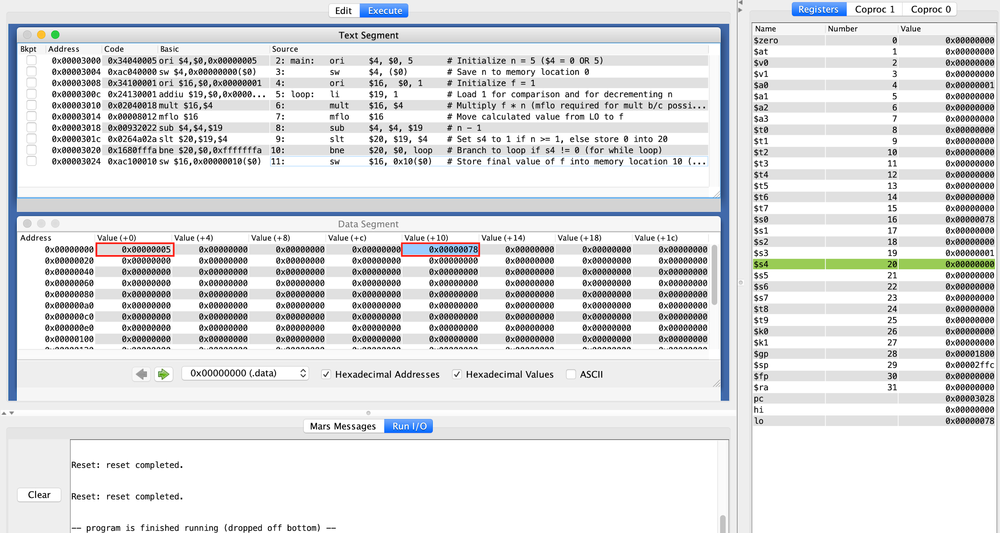 Edit Execute
Text Segment
Bkpt Address Code Basic Source
0x00003000 0x34040005 ori $4,$0,0x00000005 2: main: ori $4, $0, 5 # Initialize n = 5 ($4 = 0 OR 5)
0x00003004 0xac040000 sw $4,0x00000000($0) 3: sw $4, ($0) # Save n to memory location 0
0x00003008 0x34100001 ori $16,$0,0x00000001 4: ori $16, $0, 1 # Initialize f = 1
0x0000300c 0x24130001 addiu $19,$0,0x0000... 5: loop: li $19, 1 # Load 1 for comparison and for decrementing n
0x00003010 0x02040018 mult $16,$4 6: mult $16, $4 # Multiply f * n (mflo required for mult b/c possi...
0x00003014 0x00008012 mflo $16 7: mflo $16 # Move calculated value from LO to f
0x00003018 0x00932022 sub $4,$4,$19 8: sub $4, $4, $19 # n - 1
0x0000301c 0x0264a02a slt $20,$19,$4 9: slt $20, $19, $4 # Set s4 to 1 if n >= 1, else store 0 into 20
0x00003020 0x1680fffa bne $20,$0,0xfffffffa 10: bne $20, $0, loop # Branch to loop if s4 != 0 (for while loop)
0x00003024 0xac100010 sw $16,0x00000010($0) 11: sw $16, 0x10($0) # Store final value of f into memory location 10 (...
Data Segment
Address Value (+0) Value (+4) Value (+8) Value (+c) Value (+10) Value (+14) Value (+18) Value (+1c)
0x00000000 0x00000005 0x00000000 0x00000000 0x00000000 0x00000078 0x00000000 0x00000000 0x00000000
0x00000020 0x00000000 0x00000000 0x00000000 0x00000000 0x00000000 0x00000000 0x00000000 0x00000000
0x00000040 0x00000000 0x00000000 0x00000000 0x00000000 0x00000000 0x00000000 0x00000000 0x00000000
0x00000060 0x00000000 0x00000000 0x00000000 0x00000000 0x00000000 0x00000000 0x00000000 0x00000000
0x00000080 0x00000000 0x00000000 0x00000000 0x00000000 0x00000000 0x00000000 0x00000000 0x00000000
0x000000a0 0x00000000 0x00000000 0x00000000 0x00000000 0x00000000 0x00000000 0x00000000 0x00000000
0x000000c0 0x00000000 0x00000000 0x00000000 0x00000000 0x00000000 0x00000000 0x00000000 0x00000000
0x000000e0 0x00000000 0x00000000 0x00000000 0x00000000 0x00000000 0x00000000 0x00000000 0x00000000
0x00000100 0x00000000 0x00000000 0x00000000 0x00000000 0x00000000 0x00000000 0x00000000 0x00000000
0x00000000 (.data) Hexadecimal Addresses Hexadecimal Values ASCII
Mars Messages Run I/O
Reset: reset completed.
Reset: reset completed.
Clear
-- program is finished running (dropped off bottom) --
Registers Coproc 1 Coproc 0
Name Number Value
$zero 0 0x00000000
$at 1 0x00000000
$v0 2 0x00000000
$v1 3 0x00000000
$a0 4 0x00000001
$a1 5 0x00000000
$a2 6 0x00000000
$a3 7 0x00000000
$t0 8 0x00000000
$t1 9 0x00000000
$t2 10 0x00000000
$t3 11 0x00000000
$t4 12 0x00000000
$t5 13 0x00000000
$t6 14 0x00000000
$t7 15 0x00000000
$s0 16 0x00000078
$s1 17 0x00000000
$s2 18 0x00000000
$s3 19 0x00000001
$s4 20 0x00000000
$s5 21 0x00000000
$s6 22 0x00000000
$s7 23 0x00000000
$t8 24 0x00000000
$t9 25 0x00000000
$k0 26 0x00000000
$k1 27 0x00000000
$gp 28 0x00001800
$sp 29 0x00002ffc
$fp 30 0x00000000
$ra 31 0x00000000
pc 0x00003028
hi 0x00000000
lo 0x00000078